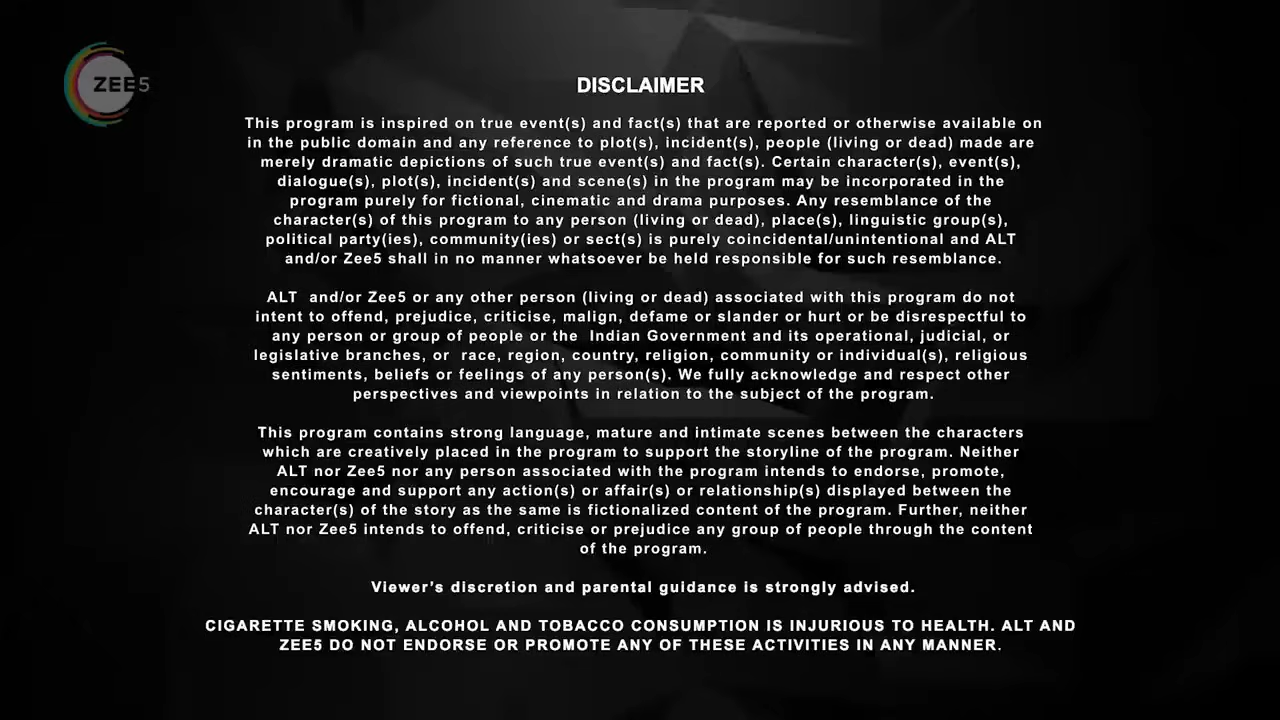 ZEE5
DISCLAIMER
This program is inspired on true event(s) and fact(s) that are reported or otherwise available on
in the public domain and any reference to plot(s), incident(s), people (living or dead) made are
merely dramatic depictions of such true event(s) and fact(s). Certain character(s), event(s),
dialogue(s), plot(s), incident(s) and scene(s) in the program may be incorporated in the
program purely for fictional, cinematic and drama purposes. Any resemblance of the
character(s) of this program to any person (living or dead), place(s), linguistic group(s),
political party(ies), community(ies) or sect(s) is purely coincidental/unintentional and ALT
and/or Zee5 shall in no manner whatsoever be held responsible for such resemblance.
ALT and/or Zee5 or any other person (living or dead) associated with this program do not
intent to offend, prejudice, criticise, malign, defame or slander or hurt or be disrespectful to
any person or group of people or the Indian Government and its operational, judicial, or
legislative branches, or race, region, country, religion, community or individual(s), religious
sentiments, beliefs or feelings of any person(s). We fully acknowledge and respect other
perspectives and viewpoints in relation to the subject of the program.
This program contains strong language, mature and intimate scenes between the characters
which are creatively placed in the program to support the storyline of the program. Neither
ALT nor Zee5 nor any person associated with the program intends to endorse, promote,
encourage and support any action(s) or affair(s) or relationship(s) displayed between the
character(s) of the story as the same is fictionalized content of the program. Further, neither
ALT nor Zee5 intends to offend, criticise or prejudice any group of people through the content
of the program.
Viewer's discretion and parental guidance is strongly advised.
CIGARETTE SMOKING, ALCOHOL AND TOBACCO CONSUMPTION IS INJURIOUS TO HEALTH. ALT AND
ZEE5 DO NOT ENDORSE OR PROMOTE ANY OF THESE ACTIVITIES IN ANY MANNER.